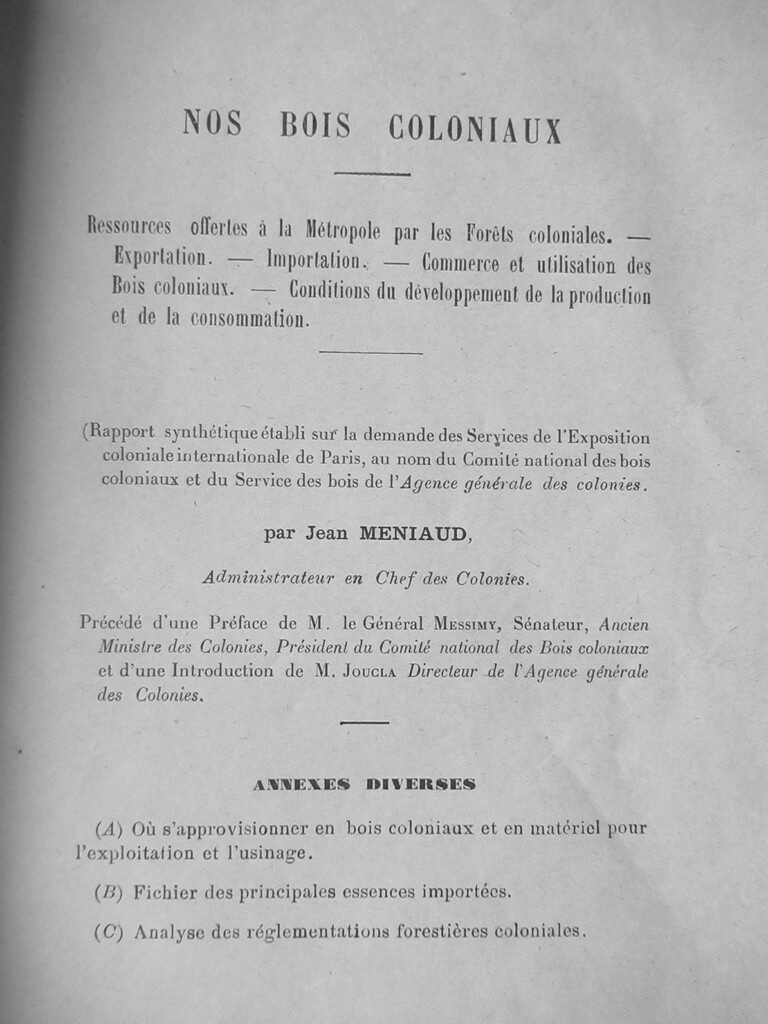 NOS BOIS COLONIAUX
Ressources offertes à la Métropole par les Forêts coloniales. —
Exportation. — Importation. — Commerce et utilisation des
Bois coloniaux. — Conditions du développement de la production
et de la consommation.
(Rapport synthétique établi sur la demande des Services de l'Exposition
coloniale internationale de Paris, au nom du Comité national des bois
coloniaux et du Service des bois de l'Agence générale des colonies.
par Jean MENIAUD,
Administrateur en Chef des Colonies.
Précédé d'une Préface de M. le Général MESSIMY, Sénateur, Ancien
Ministre des Colonies, Président du Comité national des Bois coloniaux
et d'une Introduction de M. JOUCLA Directeur de l'Agence générale
des Colonies.
ANNEXES DIVERSES
(A) Où s'approvisionner en bois coloniaux et en matériel pour
l'exploitation et l'usinage.
(B) Fichier des principales essences importées.
(C) Analyse des réglementations forestières coloniales.